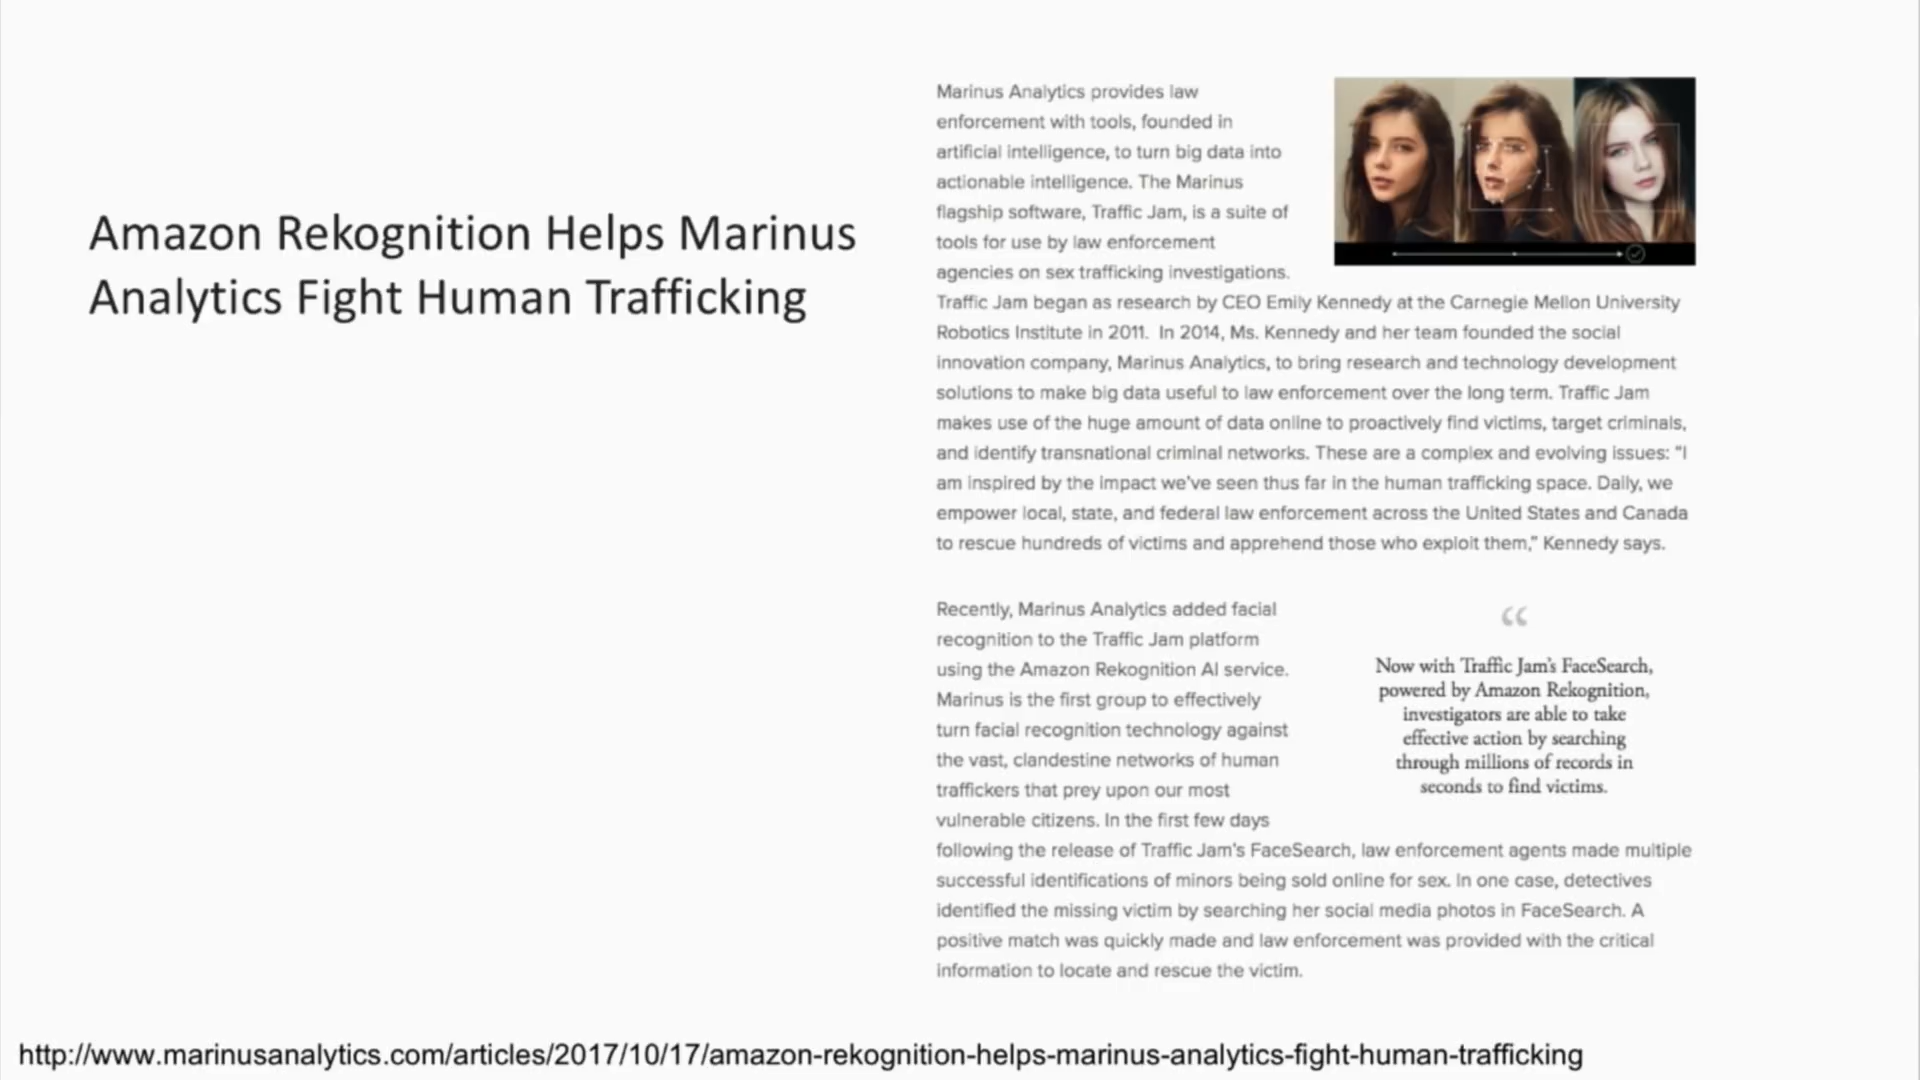 Amazon Rekognition Helps Marinus
Analytics Fight Human Trafficking
Marinus Analytics provides law
enforcement with tools, founded in
artificial intelligence, to turn big data into
actionable intelligence. The Marinus
flagship software, Traffic Jam, is a suite of
tools for use by law enforcement
agencies on sex trafficking investigations.
Traffic Jam began as research by CEO Emily Kennedy at the Carnegie Mellon University
Robotics Institute in 2011. In 2014, Ms. Kennedy and her team founded the social
innovation company, Marinus Analytics, to bring research and technology development
solutions to make big data useful to law enforcement over the long term. Traffic Jam
makes use of the huge amount of data online to proactively find victims, target criminals,
and identify transnational criminal networks. These are a complex and evolving issues: “I
am inspired by the impact we've seen thus far in the human trafficking space. Daily, we
empower local, state, and federal law enforcement across the United States and Canada
to rescue hundreds of victims and apprehend those who exploit them,” Kennedy says.
Recently, Marinus Analytics added facial
recognition to the Traffic Jam platform
using the Amazon Rekognition AI service.
Marinus is the first group to effectively
turn facial recognition technology against
the vast, clandestine networks of human
traffickers that prey upon our most
vulnerable citizens. In the first few days
following the release of Traffic Jam's FaceSearch, law enforcement agents made multiple
successful identifications of minors being sold online for sex. In one case, detectives
identified the missing victim by searching her social media photos in FaceSearch. A
positive match was quickly made and law enforcement was provided with the critical
information to locate and rescue the victim.
“
Now with Traffic Jam's FaceSearch,
powered by Amazon Rekognition,
investigators are able to take
effective action by searching
through millions of records in
seconds to find victims.
http://www.marinusanalytics.com/articles/2017/10/17/amazon-rekognition-helps-marinus-analytics-fight-human-trafficking